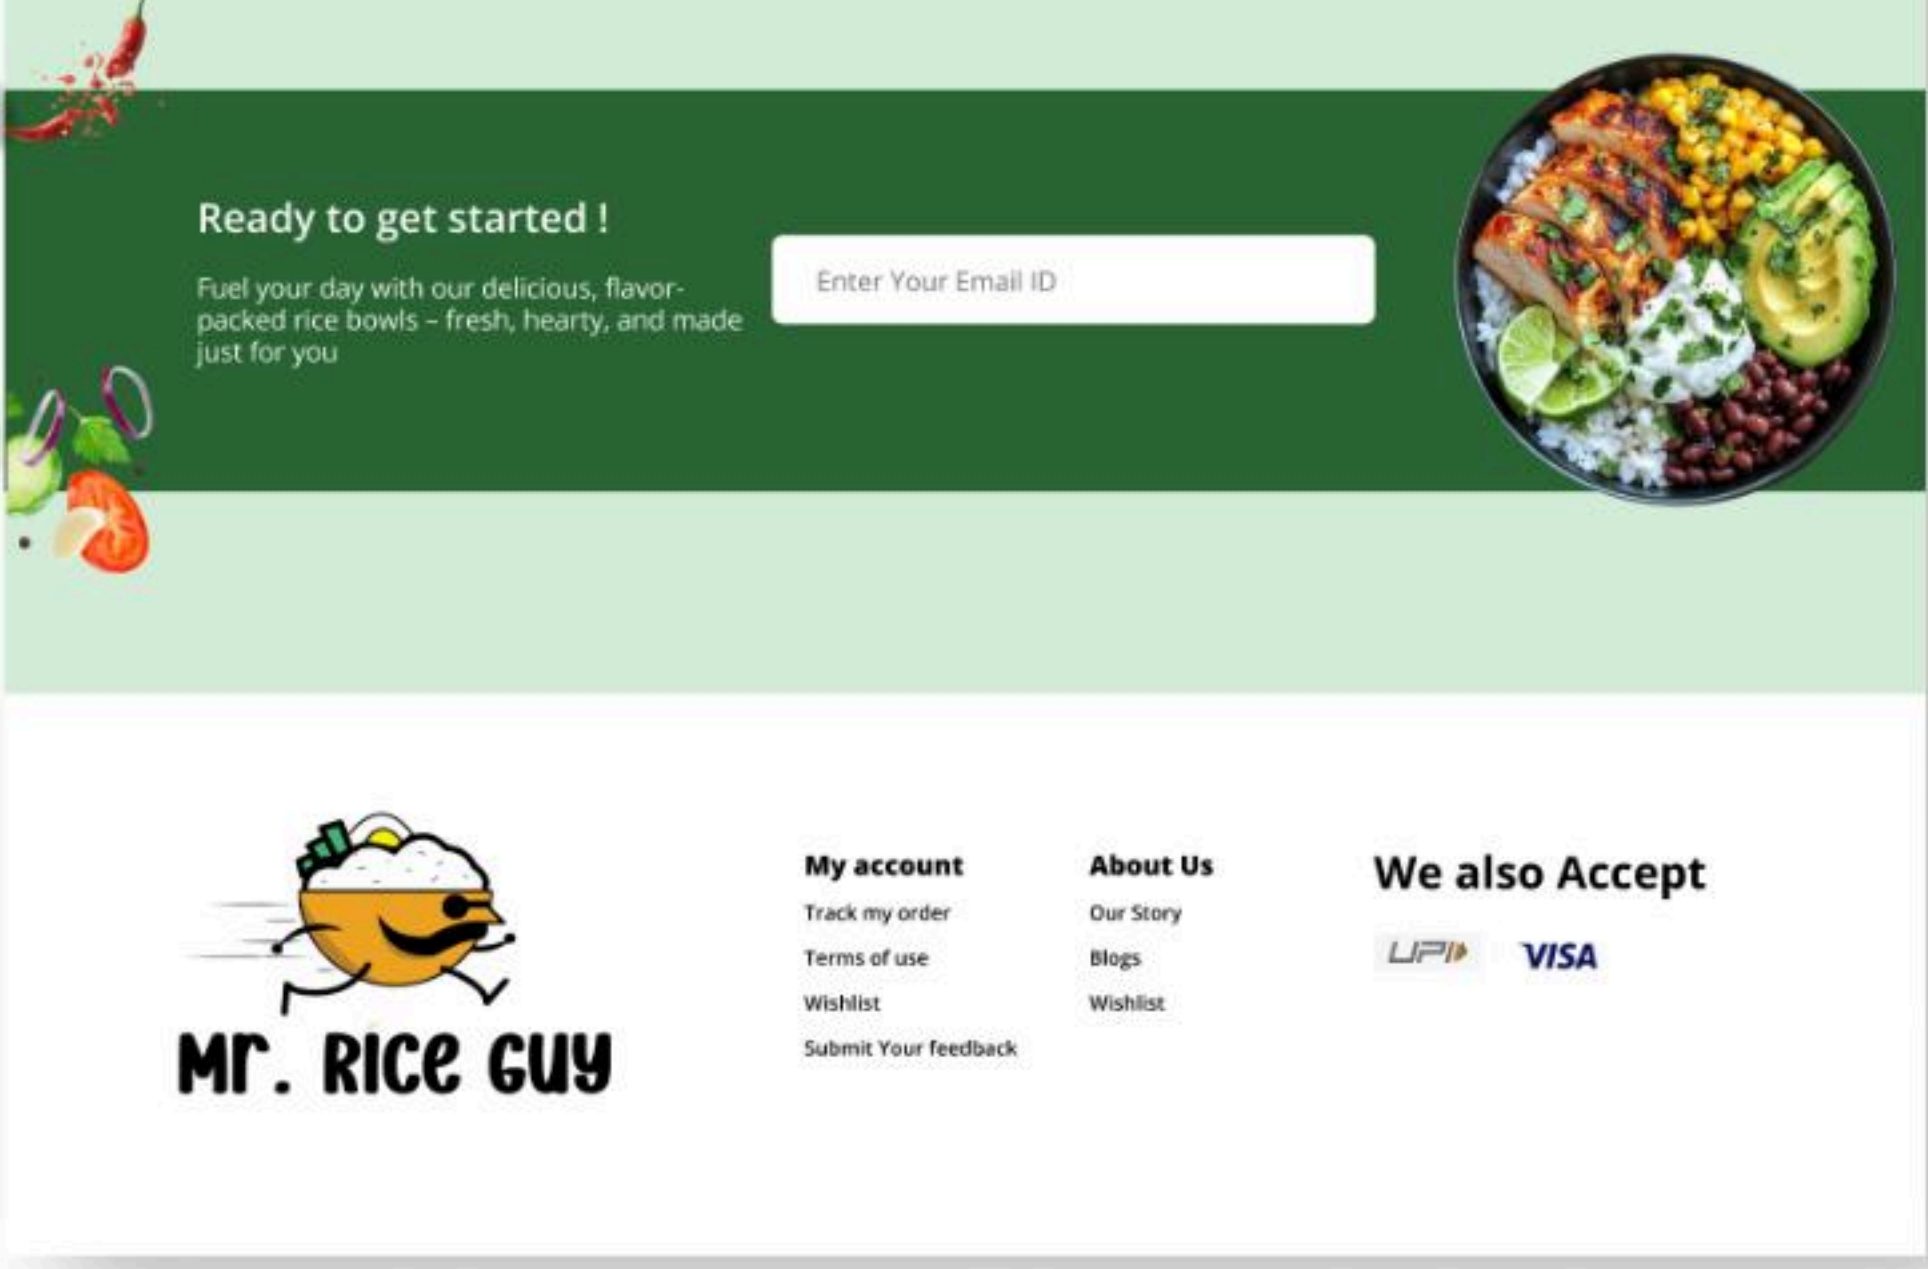 Ready to get started !
Fuel your day with our delicious, flavor-
packed rice bowls – fresh, hearty, and made
just for you
Enter Your Email ID
Mr. Rice Guy
My account
Track my order
Terms of use
Wishlist
Submit Your feedback
About Us
Our Story
Blogs
Wishlist
We also Accept
UPI
VISA